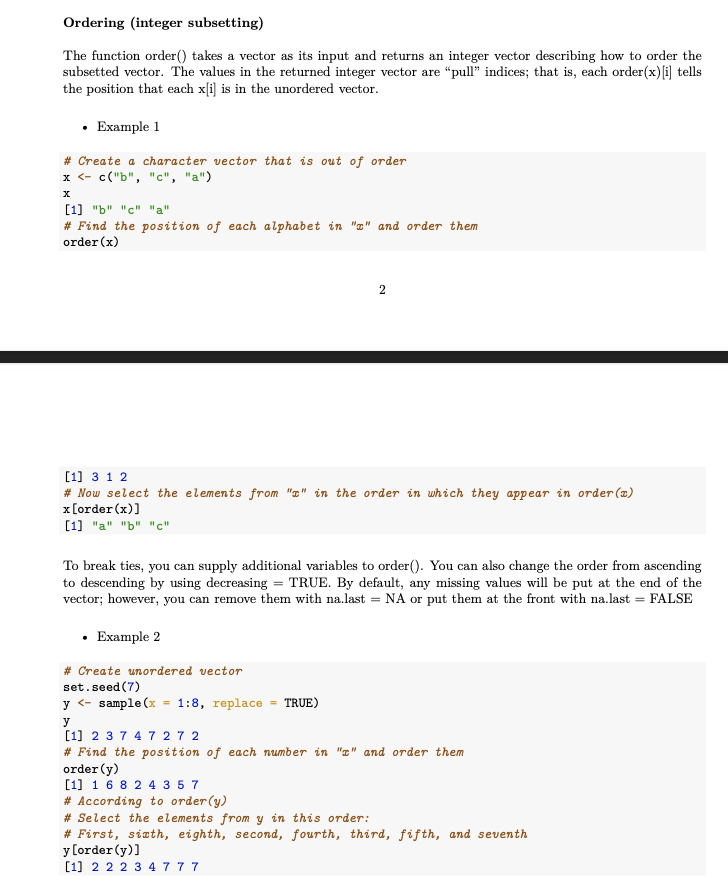 Ordering (integer subsetting)
The function order() takes a vector as its input and returns an integer vector describing how to order the
subsetted vector. The values in the returned integer vector are “pull” indices; that is, each order(x)[i] tells
the position that each x[i] is in the unordered vector.
• Example 1
# Create a character vector that is out of order
x <- c("b", "c", "a")
x
[1] "b" "c" "a"
# Find the position of each alphabet in "x" and order them
order(x)
2
[1] 3 1 2
# Now select the elements from "x" in the order in which they appear in order(x)
x[order(x)]
[1] "a" "b" "c"
To break ties, you can supply additional variables to order(). You can also change the order from ascending
to descending by using decreasing = TRUE. By default, any missing values will be put at the end of the
vector; however, you can remove them with na.last = NA or put them at the front with na.last = FALSE
• Example 2
# Create unordered vector
set.seed(7)
y <- sample(x = 1:8, replace = TRUE)
y
[1] 2 3 7 4 7 2 7 2
# Find the position of each number in "x" and order them
order(y)
[1] 1 6 8 2 4 3 5 7
# According to order(y)
# Select the elements from y in this order:
# First, sixth, eighth, second, fourth, third, fifth, and seventh
y[order(y)]
[1] 2 2 2 3 4 7 7 7